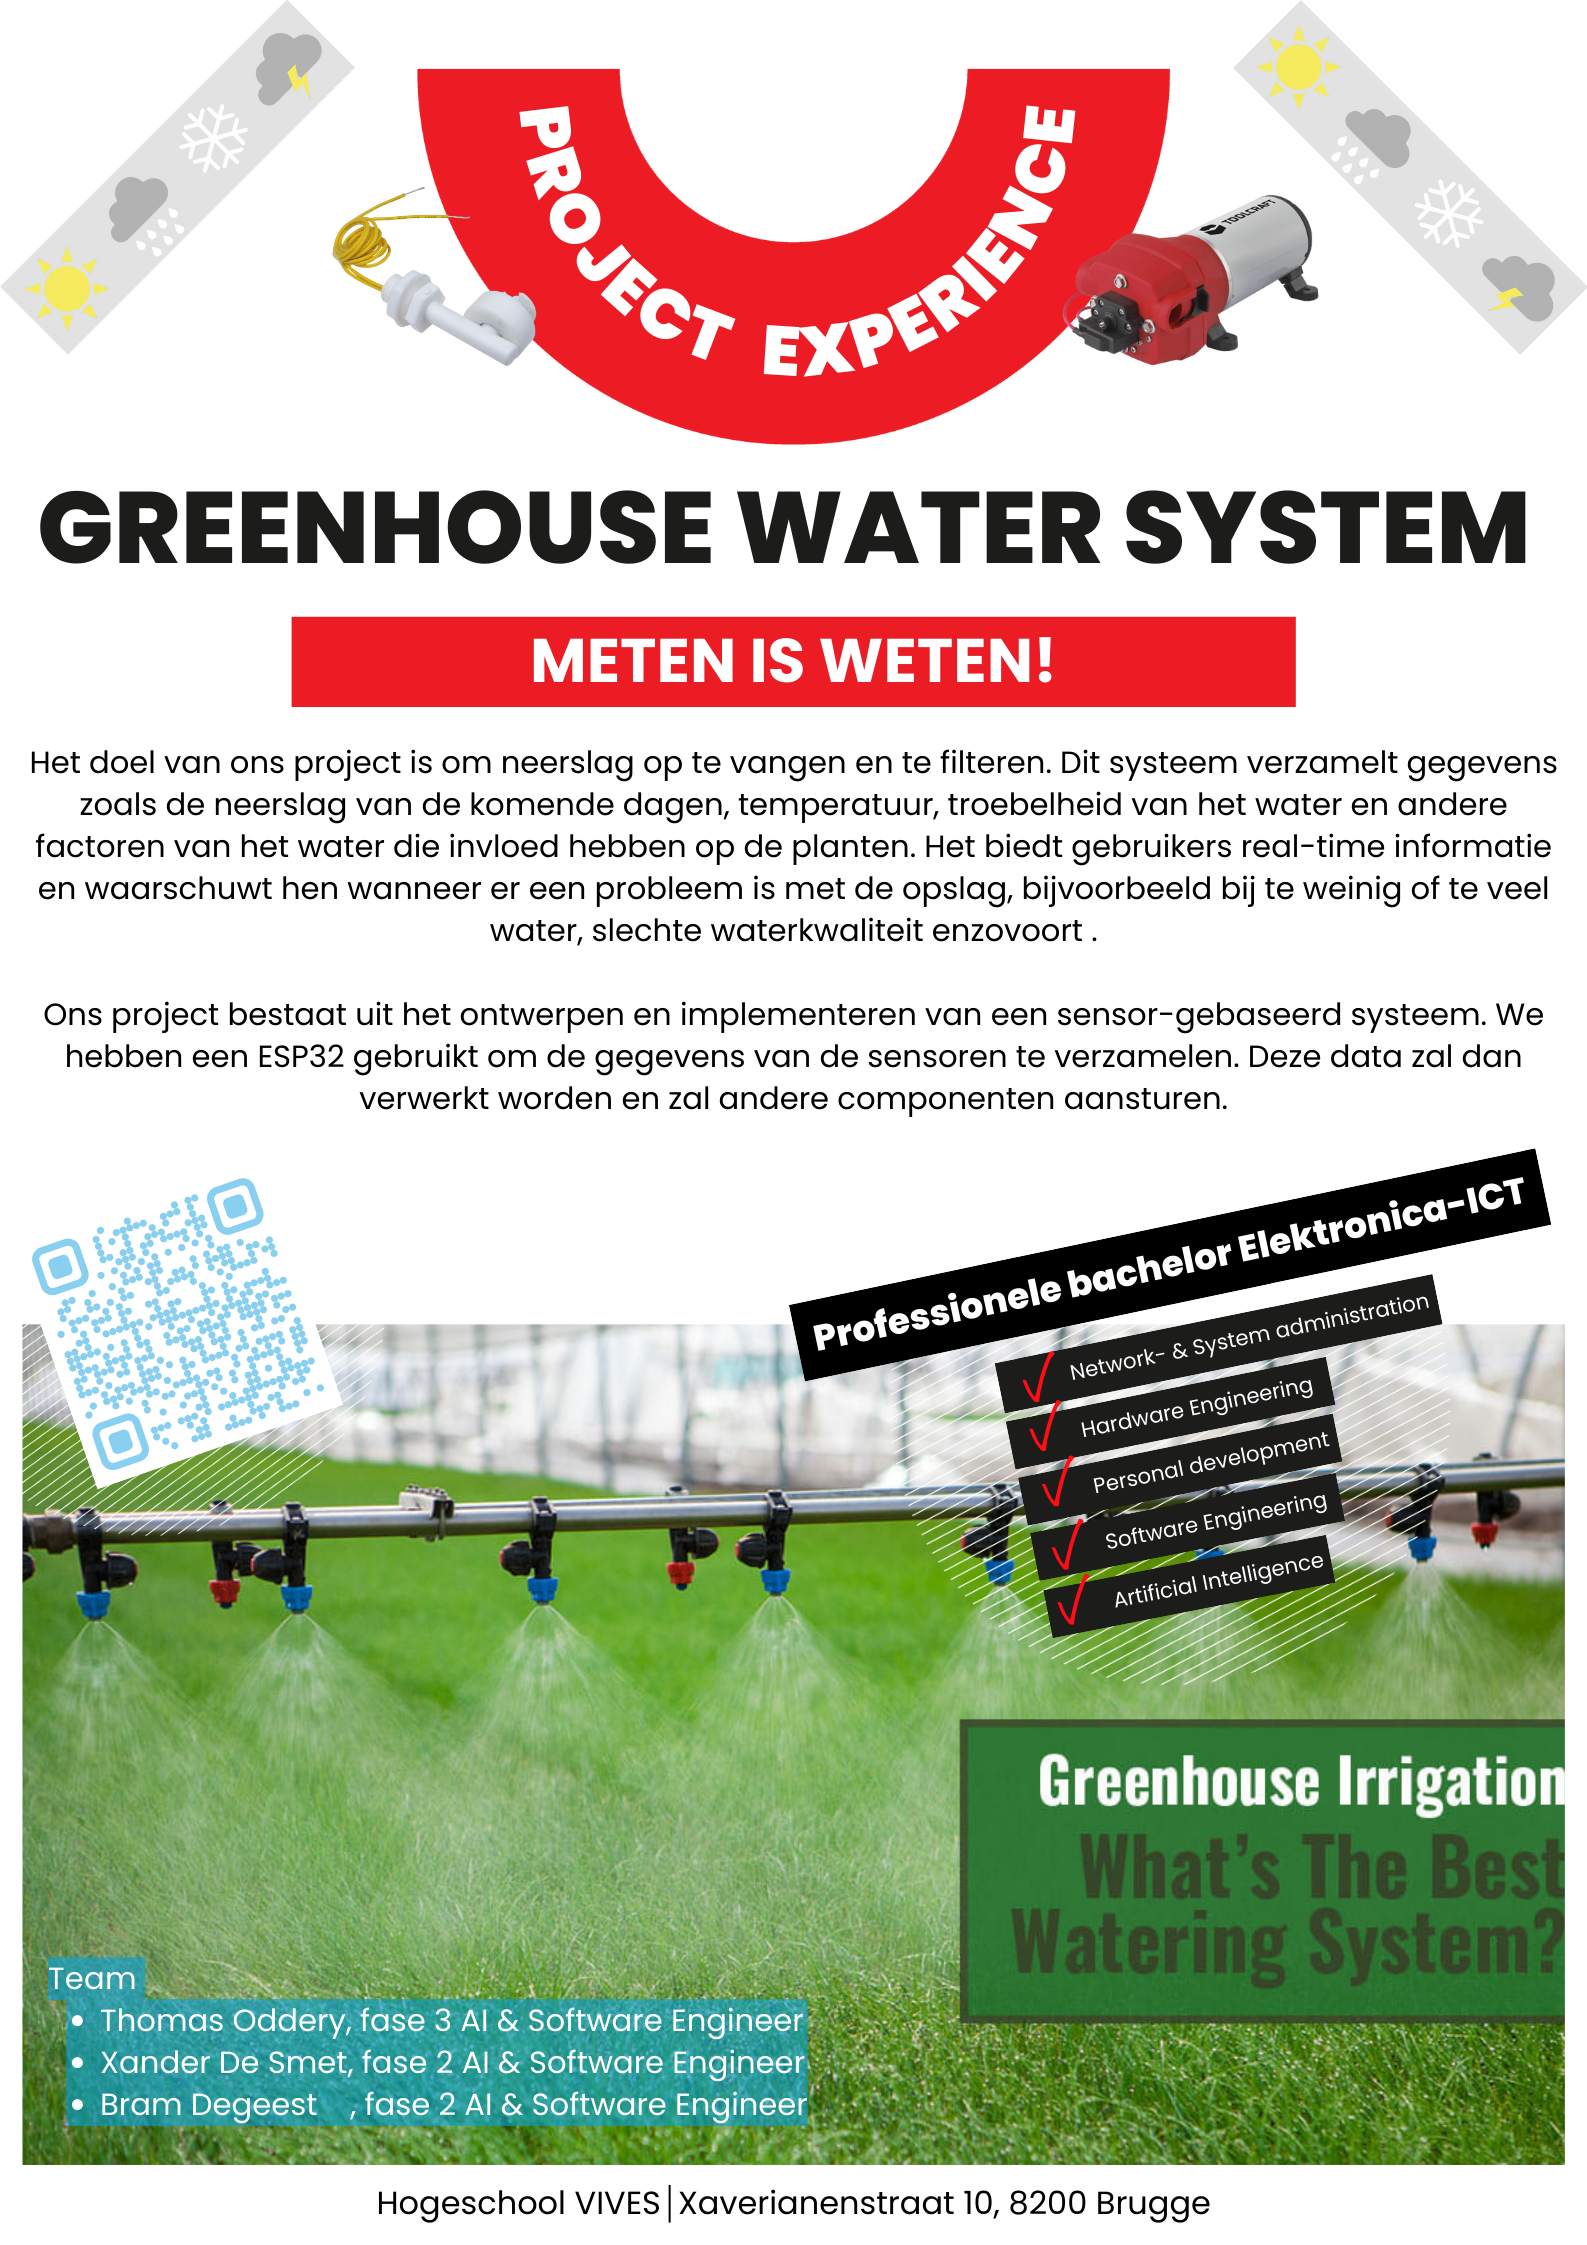 PROJECT EXPERIENCE
TOOLCRAFT
GREENHOUSE WATER SYSTEM
METEN IS WETEN!
Het doel van ons project is om neerslag op te vangen en te filteren. Dit systeem verzamelt gegevens
zoals de neerslag van de komende dagen, temperatuur, troebelheid van het water en andere
factoren van het water die invloed hebben op de planten. Het biedt gebruikers real-time informatie
en waarschuwt hen wanneer er een probleem is met de opslag, bijvoorbeeld bij te weinig of te veel
water, slechte waterkwaliteit enzovoort .
Ons project bestaat uit het ontwerpen en implementeren van een sensor-gebaseerd systeem. We
hebben een ESP32 gebruikt om de gegevens van de sensoren te verzamelen. Deze data zal dan
verwerkt worden en zal andere componenten aansturen.
Professionele bachelor Elektronica-ICT
Network- & System administration
Hardware Engineering
Personal development
Software Engineering
Artificial Intelligence
Greenhouse Irrigation
What's The Best
Watering System?
Team
• Thomas Oddery, fase 3 AI & Software Engineer
• Xander De Smet, fase 2 AI & Software Engineer
• Bram Degeest , fase 2 AI & Software Engineer
Hogeschool VIVES|Xaverianenstraat 10, 8200 Brugge